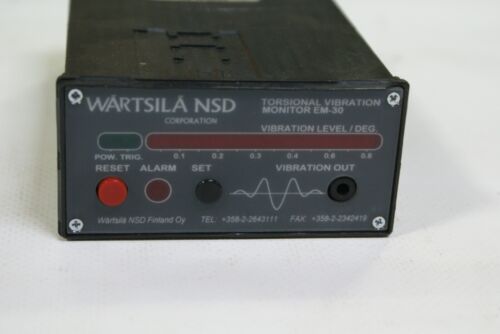 WÄRTSILÄ NSD
CORPORATION
TORSIONAL VIBRATION
MONITOR EM-30
VIBRATION LEVEL / DEG.
POW. TRIG.
0.1 0.2 0.3 0.4 0.6 0.8
RESET ALARM SET VIBRATION OUT
Wärtsilä NSD Finland Oy TEL: +358-2-2643111 FAX: +358-2-2342419